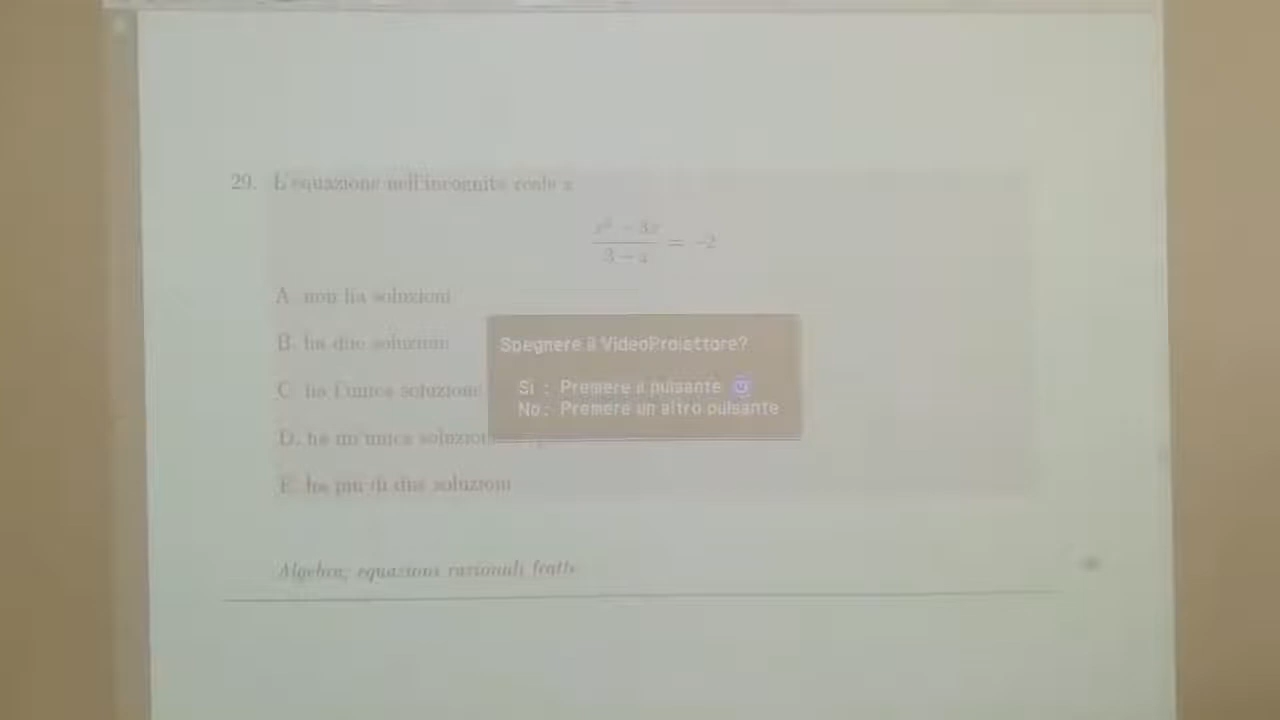 29. L'equazione nell'incognita reale x
x² − 3x
3 − x
= −2
A. non ha soluzioni
B. ha due soluzioni
C. ha l'unica soluzione
D. ha un'unica soluzione
E. ha più di due soluzioni
Spegnere il VideoProiettore?
Si : Premere il pulsante
No : Premere un altro pulsante
Algebra, equazioni razionali fratte